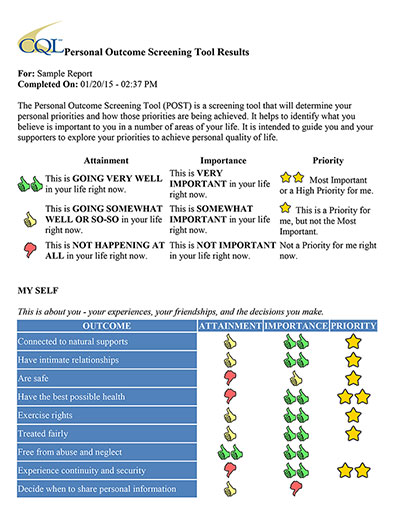 CQL Personal Outcome Screening Tool Results
For: Sample Report
Completed On: 01/20/15 - 02:37 PM
The Personal Outcome Screening Tool (POST) is a screening tool that will determine your
personal priorities and how those priorities are being achieved. It helps to identify what you
believe is important to you in a number of areas of your life. It is intended to guide you and your
supporters to explore your priorities to achieve personal quality of life.
Attainment Importance Priority
This is GOING VERY WELL
in your life right now.
This is VERY
IMPORTANT in your life
right now.
Most Important
or a High Priority for me.
This is GOING SOMEWHAT
WELL OR SO-SO in your life
right now.
This is SOMEWHAT
IMPORTANT in your life
right now.
This is a Priority for
me, but not the Most
Important.
This is NOT HAPPENING AT
ALL in your life right now.
This is NOT IMPORTANT
in your life right now.
Not a Priority for me right
now.
MY SELF
This is about you - your experiences, your friendships, and the decisions you make.
OUTCOME ATTAINMENT IMPORTANCE PRIORITY
Connected to natural supports
Have intimate relationships
Are safe
Have the best possible health
Exercise rights
Treated fairly
Free from abuse and neglect
Experience continuity and security
Decide when to share personal information